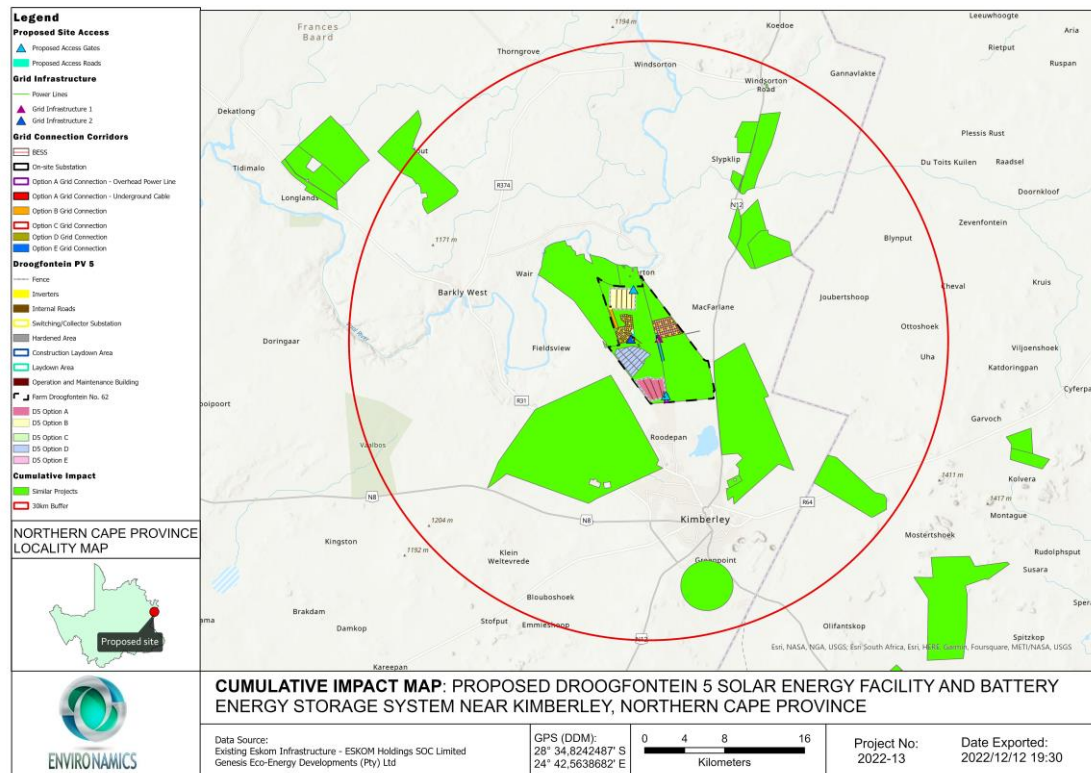 Legend
Proposed Site Access
Proposed Access Gates
Proposed Access Roads
Grid Infrastructure
Power Lines
Grid Infrastructure 1
Grid Infrastructure 2
Grid Connection Corridors
BESS
On-site Substation
Option A Grid Connection - Overhead Power Line
Option A Grid Connection - Underground Cable
Option B Grid Connection
Option C Grid Connection
Option D Grid Connection
Option E Grid Connection
Droogfontein PV 5
Fence
Inverters
Internal Roads
Switching/Collector Substation
Hardened Area
Construction Laydown Area
Laydown Area
Operation and Maintenance Building
Farm Droogfontein No. 62
D5 Option A
D5 Option B
D5 Option C
D5 Option D
D5 Option E
Cumulative Impact
Similar Projects
30km Buffer
NORTHERN CAPE PROVINCE
LOCALITY MAP
Proposed site
ENVIRONAMICS
Frances
Baard
1194 m
Koedoe
Leeuwhoogte
Aria
Rietput
Ruspan
Thorngrove
Windsorton
Windsorton
Road
Gannavlakte
Dekatlong
Plessis Rust
Tidimalo
Slypklip
Du Toits Kuilen
Raadsel
Longlands
R374
N12
Doornkloof
Zevenfontein
1171 m
Blynput
Wair
Barkly West
MacFarlane
Joubertshoop
Cheval
Kruis
Doringaar
Fieldsview
Ottoshoek
Uha
Viljoenshoek
Katdoringpan
R31
Vaalbos
Roodepan
Garvoch
Kolvera
N8
R64
1411 m
1417 m
Montague
Kingston
1204 m
1192 m
N8
Kimberley
Mostertshoek
Rudolphsput
Klein
Weltevrede
Greenpoint
Susara
Blouboshoek
Brakdam
Damkop
Stofput
Emmieshoop
N12
Olifantskop
Spitzkop
Kareepan
Esri, NASA, NGA, USGS; Esri South Africa, Esri, HERE, Garmin, Foursquare, METI/NASA, USGS
CUMULATIVE IMPACT MAP: PROPOSED DROOGFONTEIN 5 SOLAR ENERGY FACILITY AND BATTERY
ENERGY STORAGE SYSTEM NEAR KIMBERLEY, NORTHERN CAPE PROVINCE
Data Source:
Existing Eskom Infrastructure - ESKOM Holdings SOC Limited
Genesis Eco-Energy Developments (Pty) Ltd
GPS (DDM):
28° 34,8242487' S
24° 42,5638682' E
0 4 8 16
Kilometers
Project No:
2022-13
Date Exported:
2022/12/12 19:30